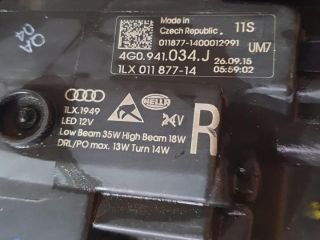 QA
04
Made in
Czech Republic 11S
011877-1400012991 UM7
4G0.941.034.J 26.09.15
1LX 011 877-14 05:59:02
HELLA
1LX.1949
LED 12V
Low Beam 35W High Beam 18W
DRL/PO max. 13W Turn 14W
R